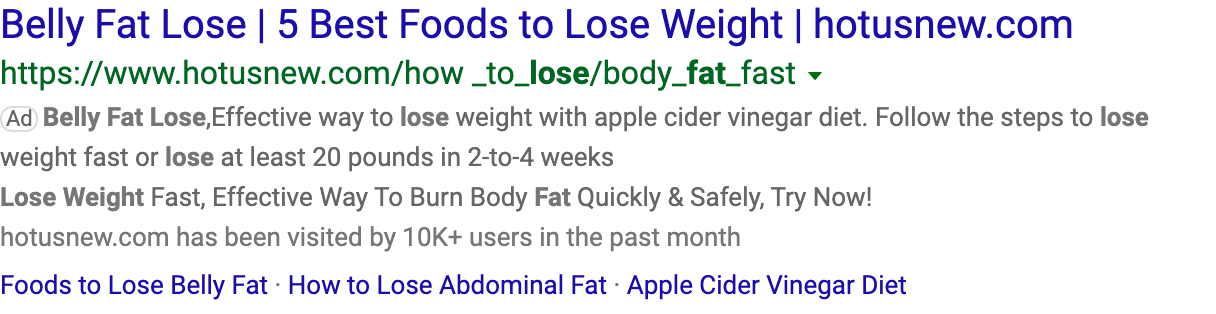 Belly Fat Lose | 5 Best Foods to Lose Weight | hotusnew.com
https://www.hotusnew.com/how _to_lose/body_fat_fast
Ad Belly Fat Lose,Effective way to lose weight with apple cider vinegar diet. Follow the steps to lose
weight fast or lose at least 20 pounds in 2-to-4 weeks
Lose Weight Fast, Effective Way To Burn Body Fat Quickly & Safely, Try Now!
hotusnew.com has been visited by 10K+ users in the past month
Foods to Lose Belly Fat · How to Lose Abdominal Fat · Apple Cider Vinegar Diet